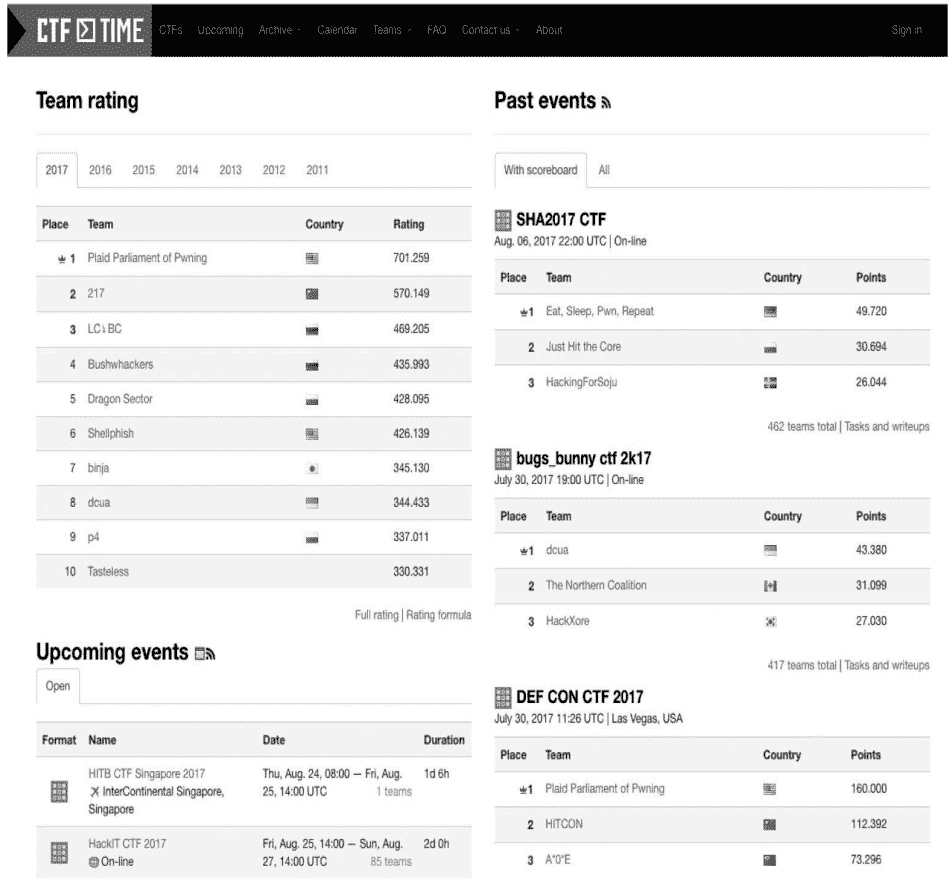 CTF TIME CTFs Upcoming Archive Calendar Teams FAQ Contact us About Sign in
Team rating
2017 2016 2015 2014 2013 2012 2011
Place Team Country Rating
1 Plaid Parliament of Pwning 701.259
2 217 570.149
3 LC↯BC 469.205
4 Bushwhackers 435.993
5 Dragon Sector 428.095
6 Shellphish 426.139
7 binja 345.130
8 dcua 344.433
9 p4 337.011
10 Tasteless 330.331
Full rating | Rating formula
Upcoming events
Open
Format Name Date Duration
HITB CTF Singapore 2017 Thu, Aug. 24, 08:00 — Fri, Aug. 1d 6h
InterContinental Singapore, 25, 14:00 UTC 1 teams
Singapore
HackIT CTF 2017 Fri, Aug. 25, 14:00 — Sun, Aug. 2d 0h
On-line 27, 14:00 UTC 85 teams
Past events
With scoreboard All
SHA2017 CTF
Aug. 06, 2017 22:00 UTC | On-line
Place Team Country Points
1 Eat, Sleep, Pwn, Repeat 49.720
2 Just Hit the Core 30.694
3 HackingForSoju 26.044
462 teams total | Tasks and writeups
bugs_bunny ctf 2k17
July 30, 2017 19:00 UTC | On-line
Place Team Country Points
1 dcua 43.380
2 The Northern Coalition 31.099
3 HackXore 27.030
417 teams total | Tasks and writeups
DEF CON CTF 2017
July 30, 2017 11:26 UTC | Las Vegas, USA
Place Team Country Points
1 Plaid Parliament of Pwning 160.000
2 HITCON 112.392
3 A*0*E 73.296